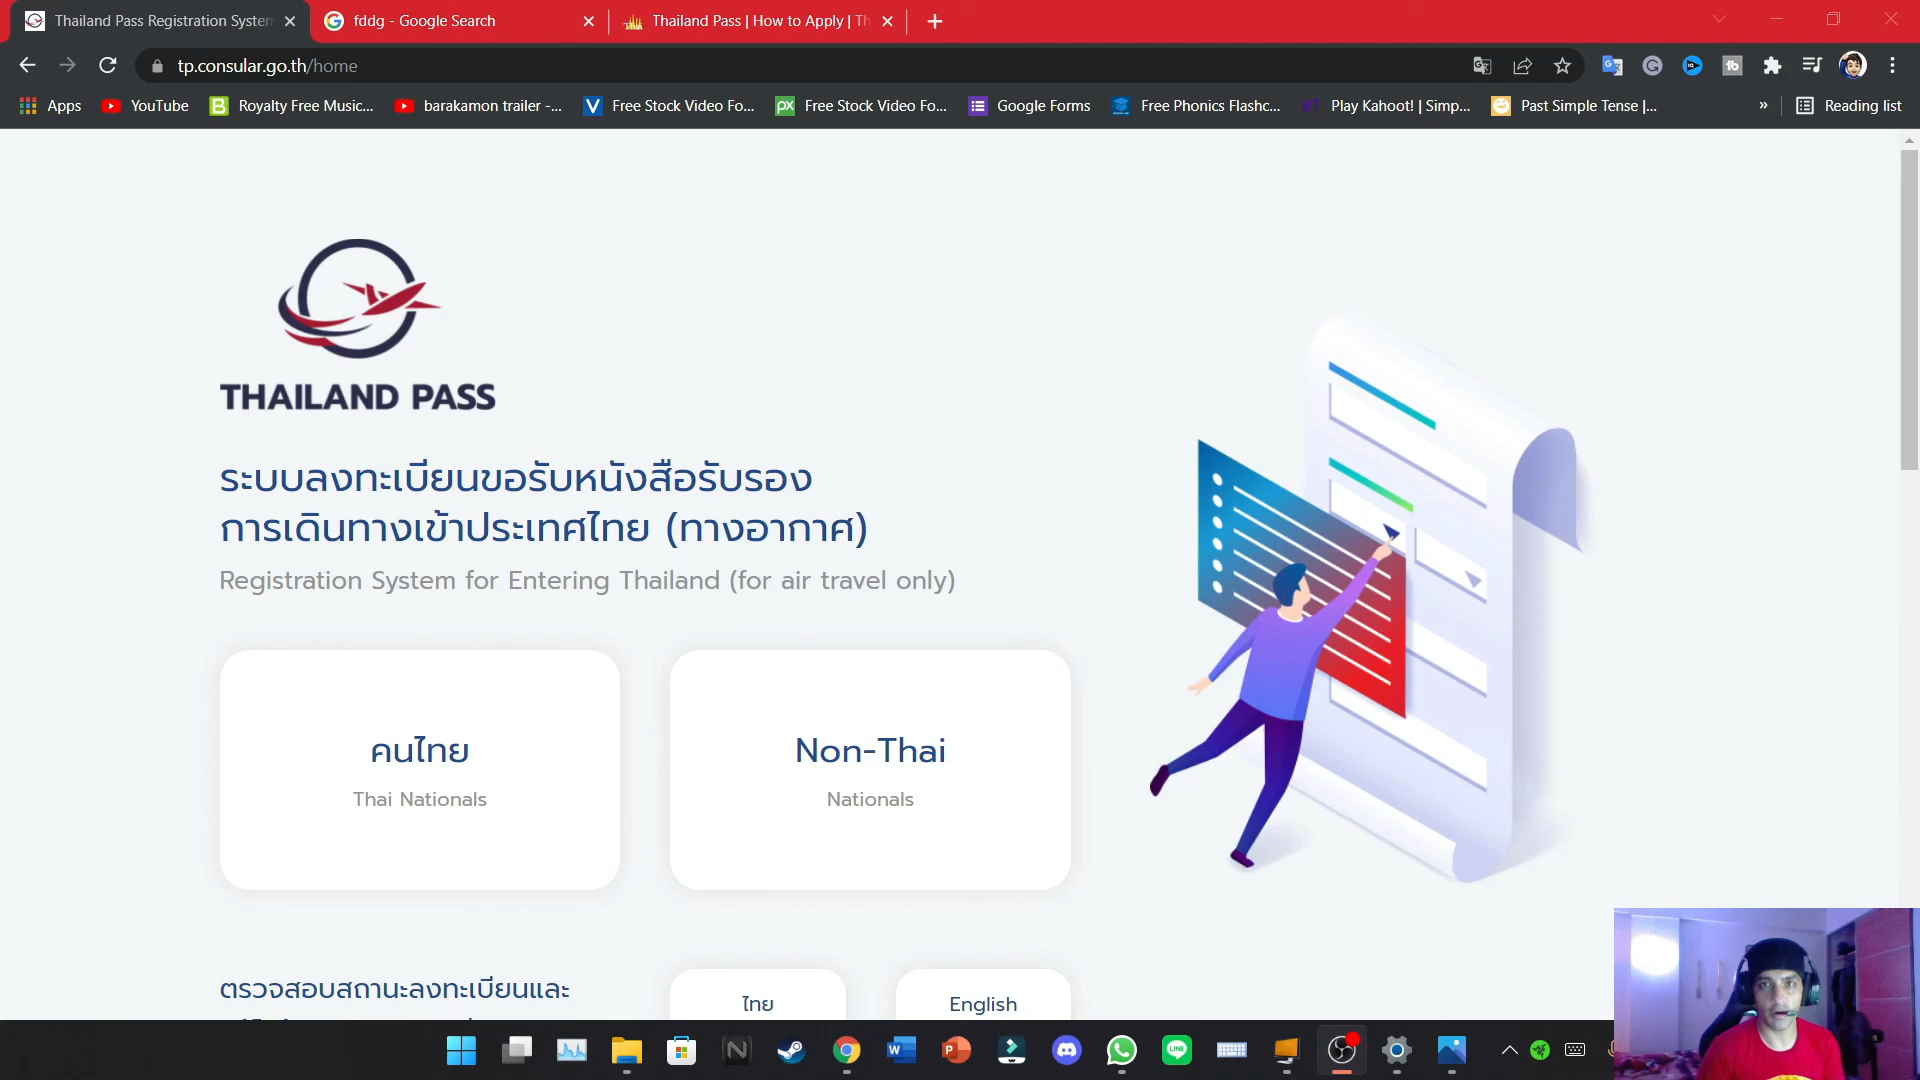 Thailand Pass Registration System
fddg - Google Search
Thailand Pass | How to Apply | Th
tp.consular.go.th/home
Apps
YouTube
Royalty Free Music...
barakamon trailer -...
Free Stock Video Fo...
Free Stock Video Fo...
Google Forms
Free Phonics Flashc...
Play Kahoot! | Simp...
Past Simple Tense |...
»
Reading list
THAILAND PASS
ระบบลงทะเบียนขอรับหนังสือรับรอง
การเดินทางเข้าประเทศไทย (ทางอากาศ)
Registration System for Entering Thailand (for air travel only)
คนไทย
Thai Nationals
Non-Thai
Nationals
ตรวจสอบสถานะลงทะเบียนและ
ไทย
English